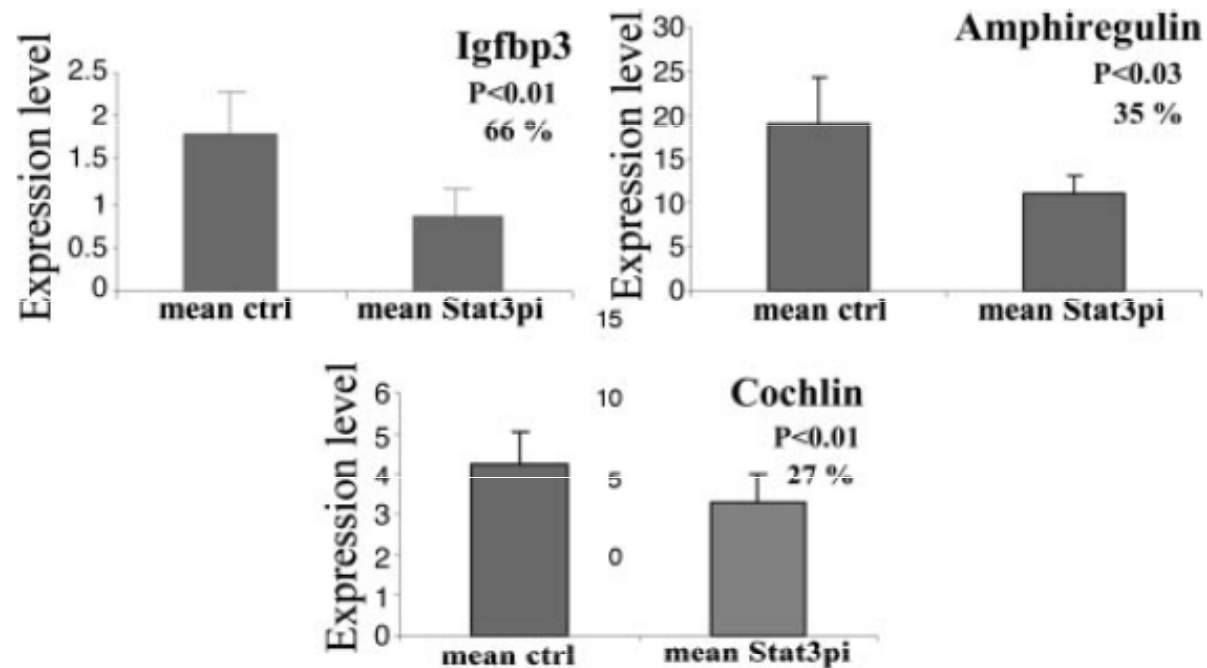 Igfbp3
P<0.01
66 %
Expression level
2.5
2
1.5
1
0.5
0
mean ctrl
mean Stat3pi
Amphiregulin
P<0.03
35 %
Expression level
30
25
20
15
10
5
0
mean ctrl
mean Stat3pi
15
10
5
0
Cochlin
P<0.01
27 %
Expression level
6
5
4
3
2
1
0
mean ctrl
mean Stat3pi